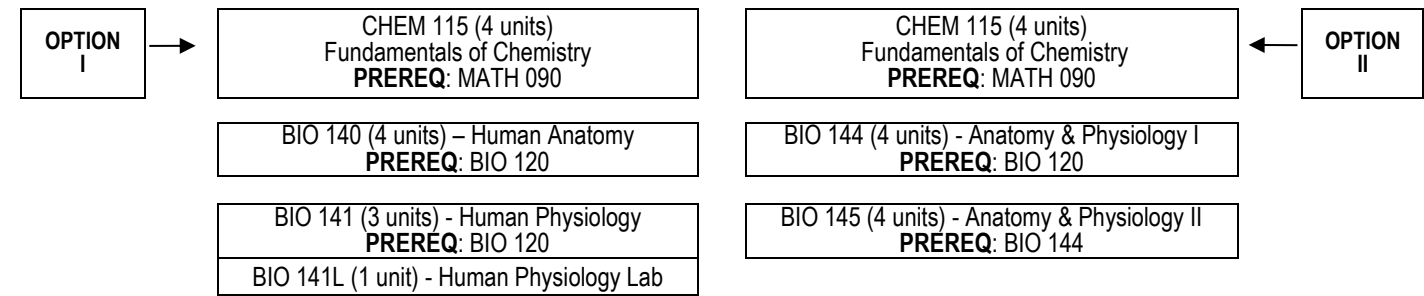 OPTION
I
CHEM 115 (4 units)
Fundamentals of Chemistry
PREREQ: MATH 090
BIO 140 (4 units) – Human Anatomy
PREREQ: BIO 120
BIO 141 (3 units) - Human Physiology
PREREQ: BIO 120
BIO 141L (1 unit) - Human Physiology Lab
CHEM 115 (4 units)
Fundamentals of Chemistry
PREREQ: MATH 090
OPTION
II
BIO 144 (4 units) - Anatomy & Physiology I
PREREQ: BIO 120
BIO 145 (4 units) - Anatomy & Physiology II
PREREQ: BIO 144